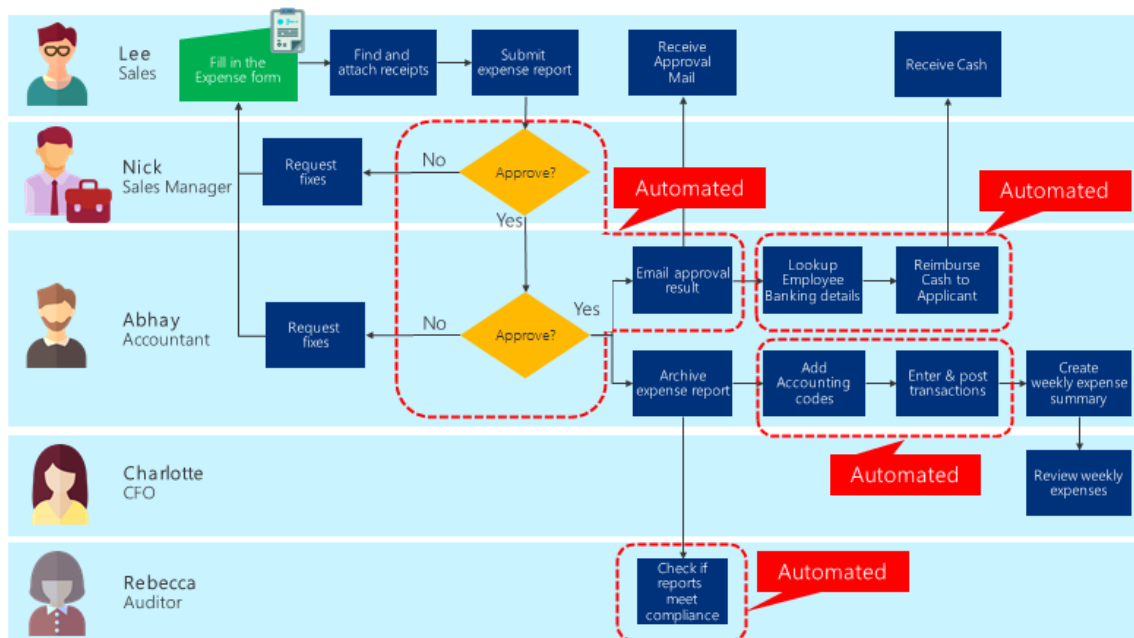 Lee
Sales
Fill in the
Expense form
Find and
attach receipts
Submit
expense report
Receive
Approval
Mail
Receive Cash
Nick
Sales Manager
Request
fixes
No
Approve?
Yes
Automated
Automated
Abhay
Accountant
Request
fixes
No
Approve?
Yes
Email approval
result
Lookup
Employee
Banking details
Reimburse
Cash to
Applicant
Archive
expense report
Add
Accounting
codes
Enter & post
transactions
Create
weekly expense
summary
Charlotte
CFO
Automated
Review weekly
expenses
Rebecca
Auditor
Check if
reports
meet
compliance
Automated